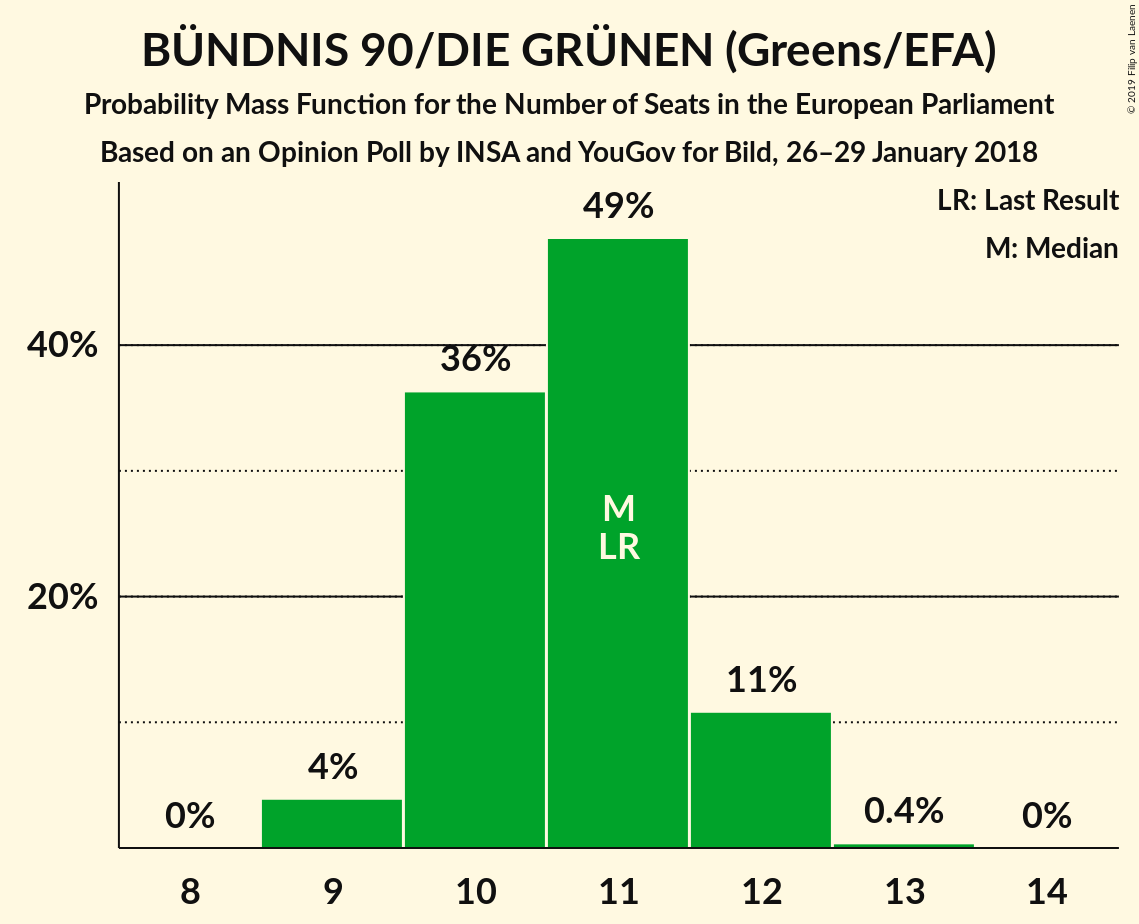 BÜNDNIS 90/DIE GRÜNEN (Greens/EFA)
Probability Mass Function for the Number of Seats in the European Parliament
Based on an Opinion Poll by INSA and YouGov for Bild, 26–29 January 2018
© 2019 Filip van Laenen
LR: Last Result
M: Median
49%
40%
36%
M
LR
20%
11%
4%
0%
0.4%
0%
8 9 10 11 12 13 14